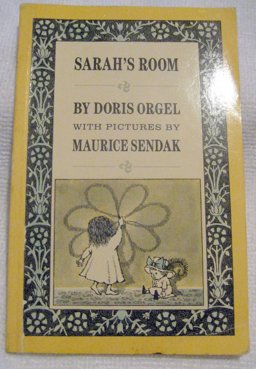 SARAH'S ROOM
BY DORIS ORGEL
WITH PICTURES BY
MAURICE SENDAK